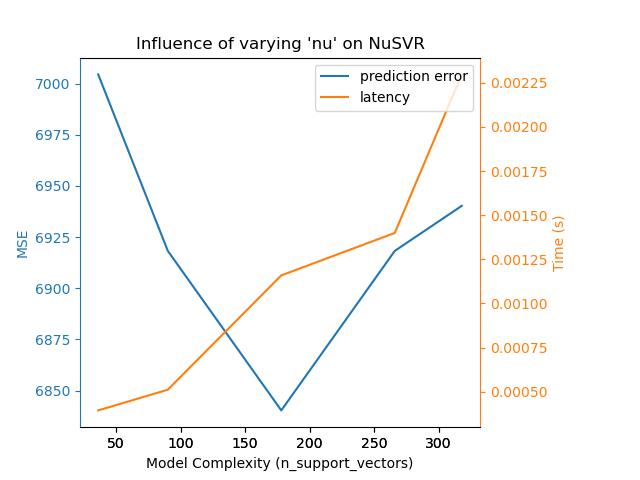 Influence of varying 'nu' on NuSVR
prediction error
latency
7000
6975
6950
6925
6900
6875
6850
MSE
0.00225
0.00200
0.00175
0.00150
0.00125
0.00100
0.00075
0.00050
Time (s)
50 100 150 200 250 300
Model Complexity (n_support_vectors)